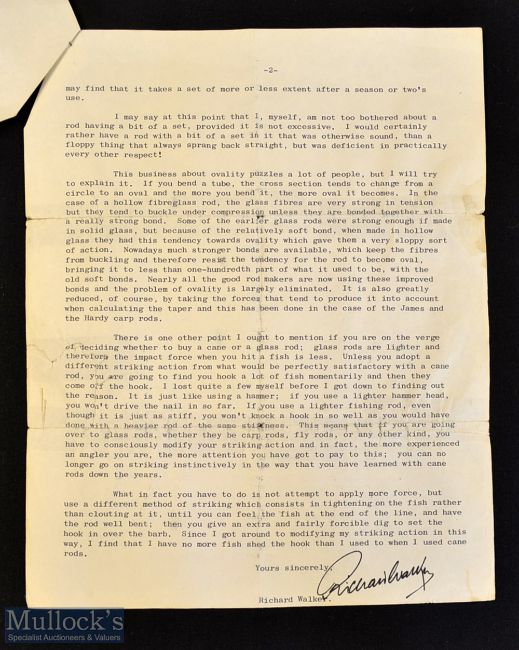 -2-
may find that it takes a set of more or less extent after a season or two's
use.
I may say at this point that I, myself, am not too bothered about a
rod having a bit of a set, provided it is not excessive. I would certainly
rather have a rod with a bit of a set in it that was otherwise sound, than a
floppy thing that always sprang back straight, but was deficient in practically
every other respect!
This business about ovality puzzles a lot of people, but I will try
to explain it. If you bend a tube, the cross section tends to change from a
circle to an oval and the more you bend it, the more oval it becomes. In the
case of a hollow fibreglass rod, the glass fibres are very strong in tension
but they tend to buckle under compression unless they are bonded together with
a really strong bond. Some of the earlier glass rods were strong enough if made
in solid glass, but because of the relatively soft bond, when made in hollow
glass they had this tendency towards ovality which gave them a very sloppy sort
of action. Nowadays much stronger bonds are available, which keep the fibres
from buckling and therefore resist the tendency for the rod to become oval,
bringing it to less than one-hundredth part of what it used to be, with the
old soft bonds. Nearly all the good rod makers are now using these improved
bonds and the problem of ovality is largely eliminated. It is also greatly
reduced, of course, by taking the forces that tend to produce it into account
when calculating the taper and this has been done in the case of the James and
the Hardy carp rods.
There is one other point I ought to mention if you are on the verge
of deciding whether to buy a cane or a glass rod; glass rods are lighter and
therefore the impact force when you hit a fish is less. Unless you adopt a
different striking action from what would be perfectly satisfactory with a cane
rod, you are going to find you hook a lot of fish momentarily and then they
come off the hook. I lost quite a few myself before I got down to finding out
the reason. It is just like using a hammer; if you use a lighter hammer head,
you won't drive the nail in so far. If you use a lighter fishing rod, even
though it is just as stiff, you won't knock a hook in so well as you would have
done with a heavier rod of the same stiffness. This means that if you are going
over to glass rods, whether they be carp rods, fly rods, or any other kind, you
have to consciously modify your striking action and in fact, the more experienced
an angler you are, the more attention you have got to pay to this; you can no
longer go on striking instinctively in the way that you have learned with cane
rods down the years.
What in fact you have to do is not attempt to apply more force, but
use a different method of striking which consists in tightening on the fish rather
than clouting at it, until you can feel the fish at the end of the line, and have
the rod well bent; then you give an extra and fairly forcible dig to set the
hook in over the barb. Since I got around to modifying my striking action in this
way, I find that I have no more fish shed the hook than I used to when I used cane
rods.
Yours sincerely,
Richard Walker
Richard Walker.
Mullock's
Specialist Auctioneers & Valuers